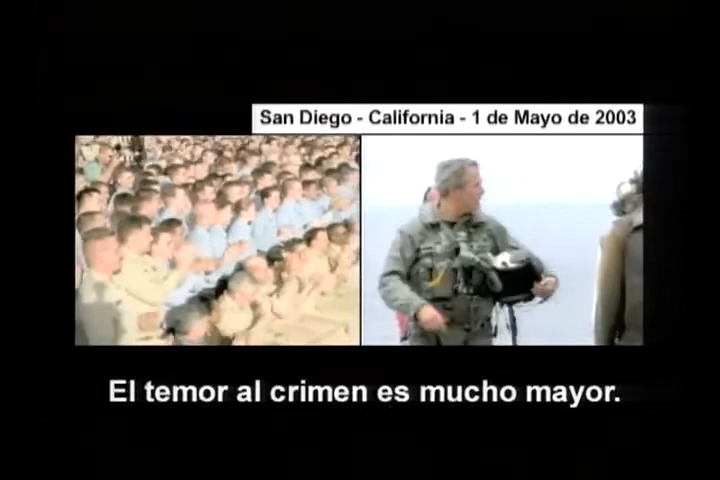 San Diego - California - 1 de Mayo de 2003
El temor al crimen es mucho mayor.